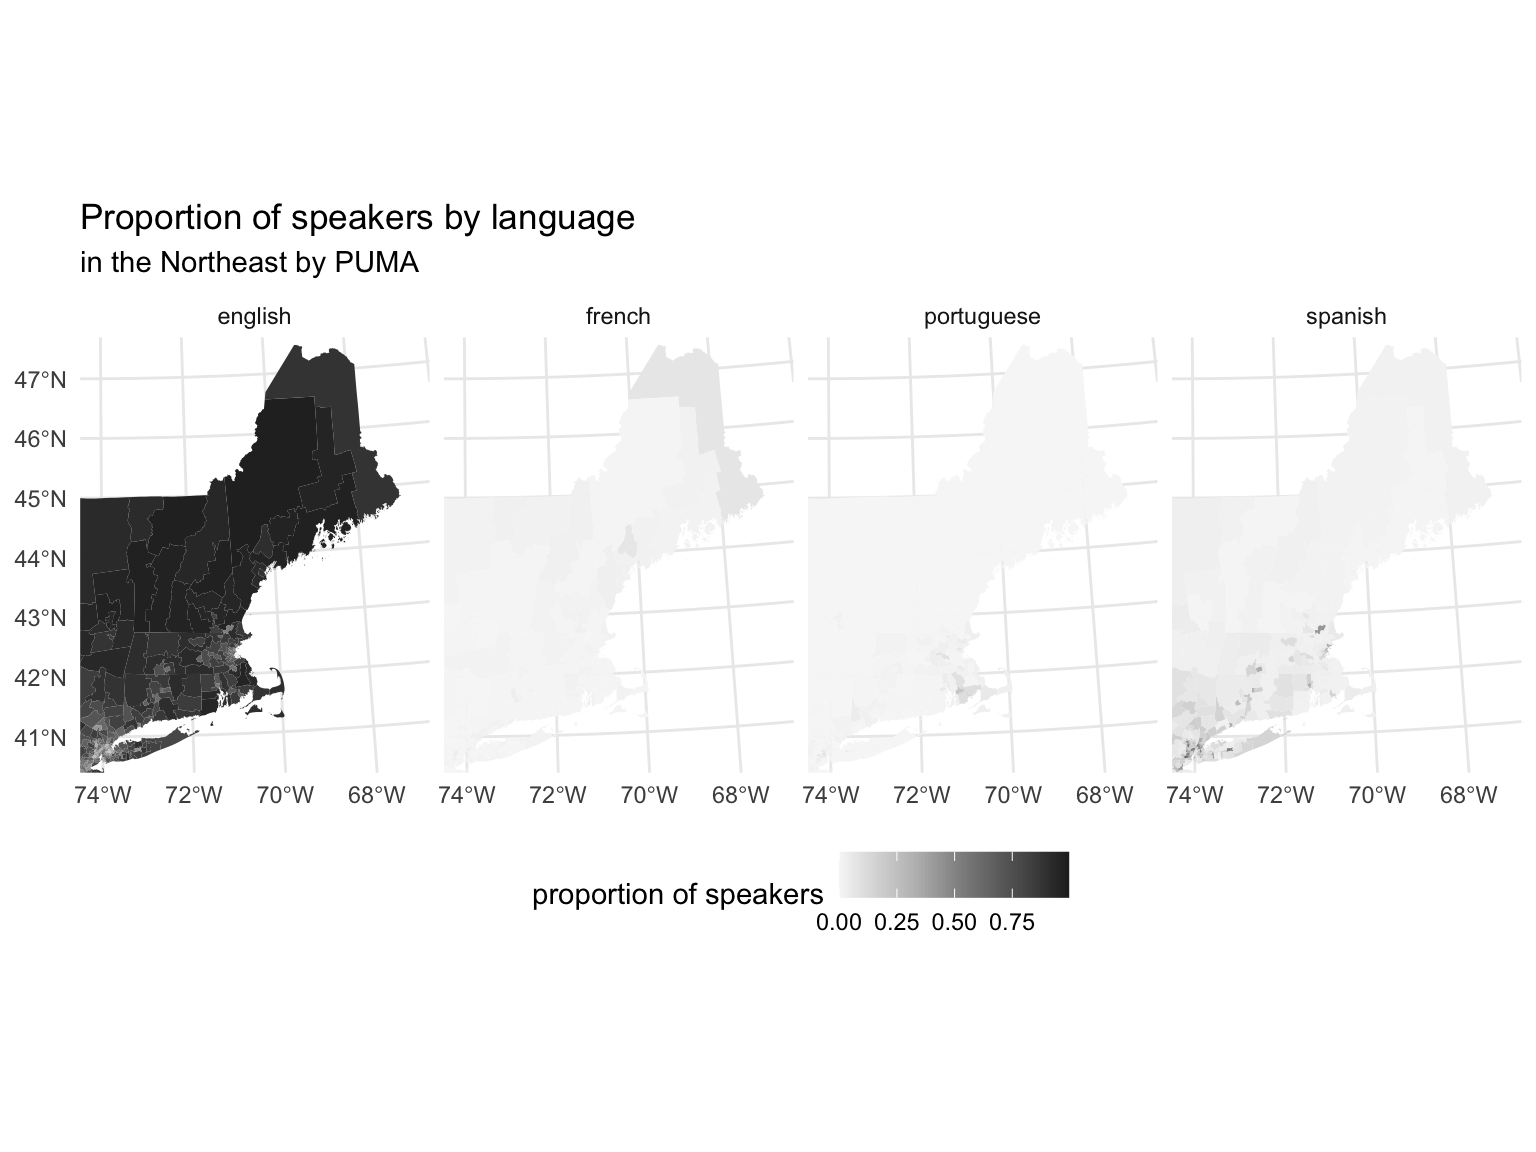 Proportion of speakers by language
in the Northeast by PUMA
english french portuguese spanish
47°N
46°N
45°N
44°N
43°N
42°N
41°N
74°W 72°W 70°W 68°W 74°W 72°W 70°W 68°W 74°W 72°W 70°W 68°W 74°W 72°W 70°W 68°W
proportion of speakers
0.00 0.25 0.50 0.75